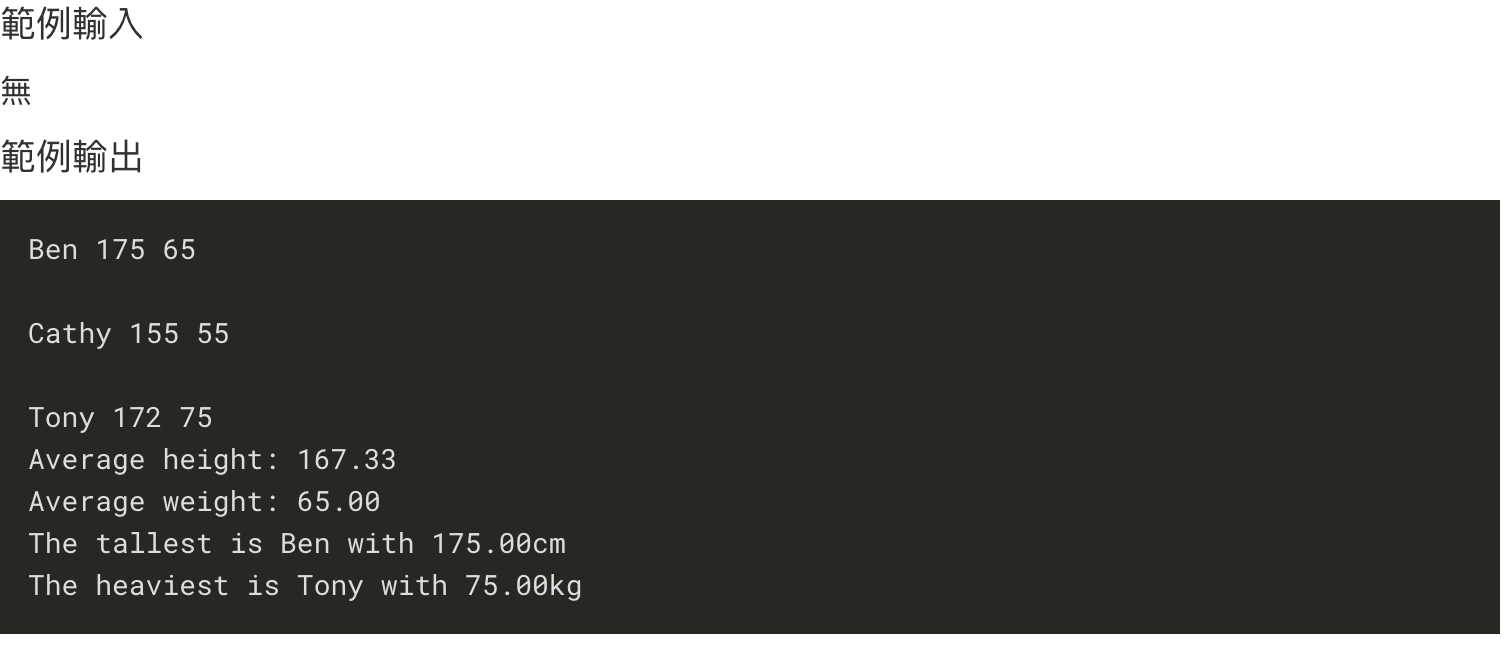 範例輸入
無
範例輸出
Ben 175 65
Cathy 155 55
Tony 172 75
Average height: 167.33
Average weight: 65.00
The tallest is Ben with 175.00cm
The heaviest is Tony with 75.00kg